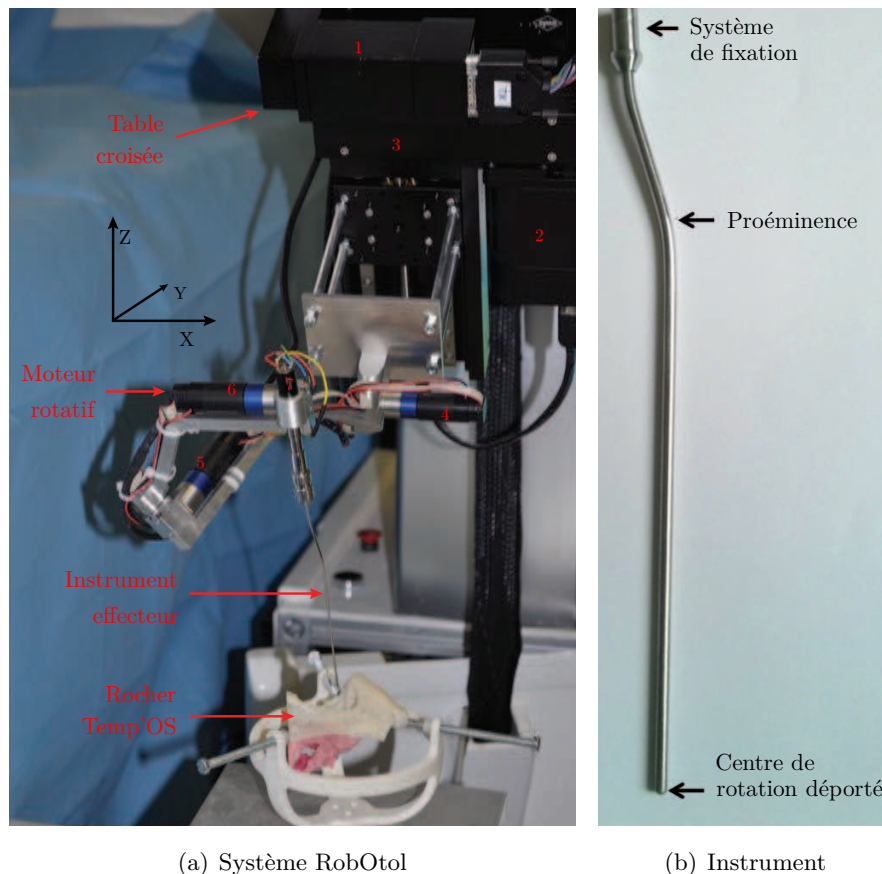 1
Table
croisée
3
2
Z
Y
X
Moteur
rotatif
6
4
5
Instrument
effecteur
Rocher
Temp'OS
Système
de fixation
Proéminence
Centre de
rotation déporté
(a) Système RobOtol
(b) Instrument